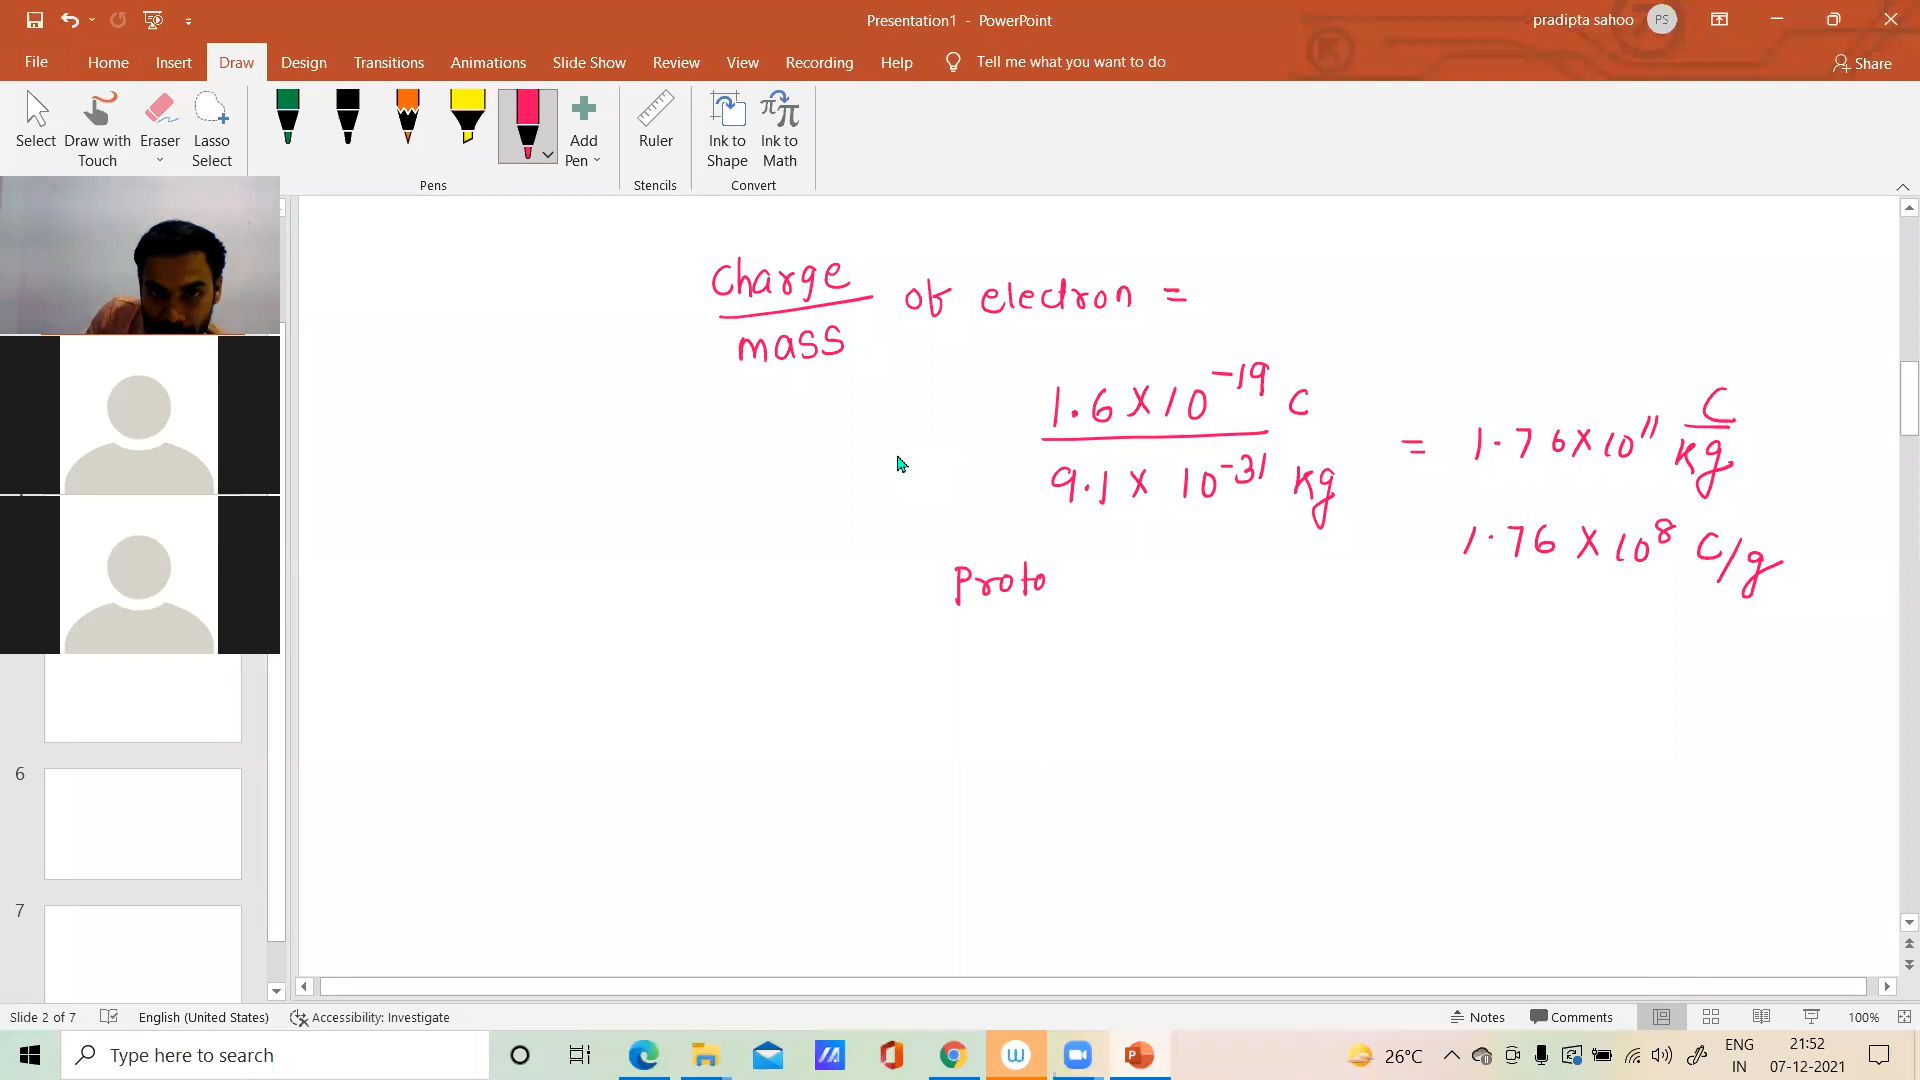 Presentation1 - PowerPoint
pradipta sahoo PS
File Home Insert Draw Design Transitions Animations Slide Show Review View Recording Help Tell me what you want to do Share
Select
Draw with Touch
Eraser
Lasso Select
Add Pen
Ruler
Ink to Shape
Ink to Math
Pens
Stencils
Convert
Charge
mass
of electron =
1.6 X 10⁻¹⁹ C
9.1 X 10⁻³¹ kg
= 1.76 X 10¹¹ C
kg
1.76 X 10⁸ C/g
Proto
6
7
Slide 2 of 7 English (United States) Accessibility: Investigate Notes Comments 100%
Type here to search
26°C
ENG
IN
21:52
07-12-2021